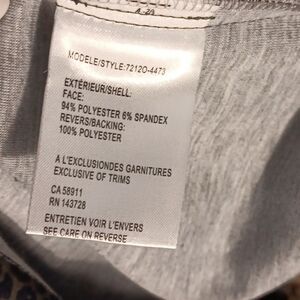 MODELE/STYLE:7212O-4473
EXTÉRIEUR/SHELL:
FACE:
94% POLYESTER 6% SPANDEX
REVERS/BACKING:
100% POLYESTER
A L'EXCLUSIONDES GARNITURES
EXCLUSIVE OF TRIMS
CA 58911
RN 143728
ENTRETIEN VOIR L'ENVERS
SEE CARE ON REVERSE